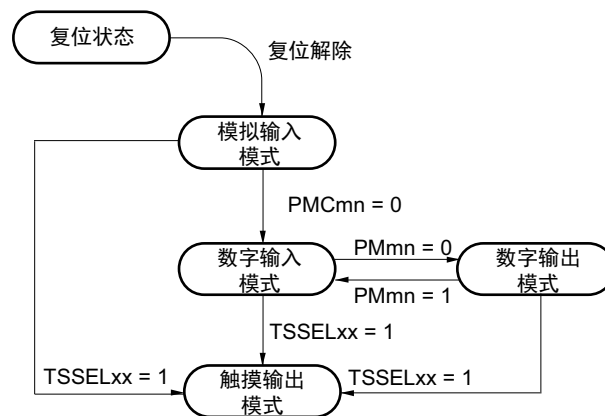 复位状态
复位解除
模拟输入
模式
PMCmn = 0
数字输入
模式
PMmn = 0
PMmn = 1
数字输出
模式
TSSELxx = 1
TSSELxx = 1
触摸输出
模式
TSSELxx = 1